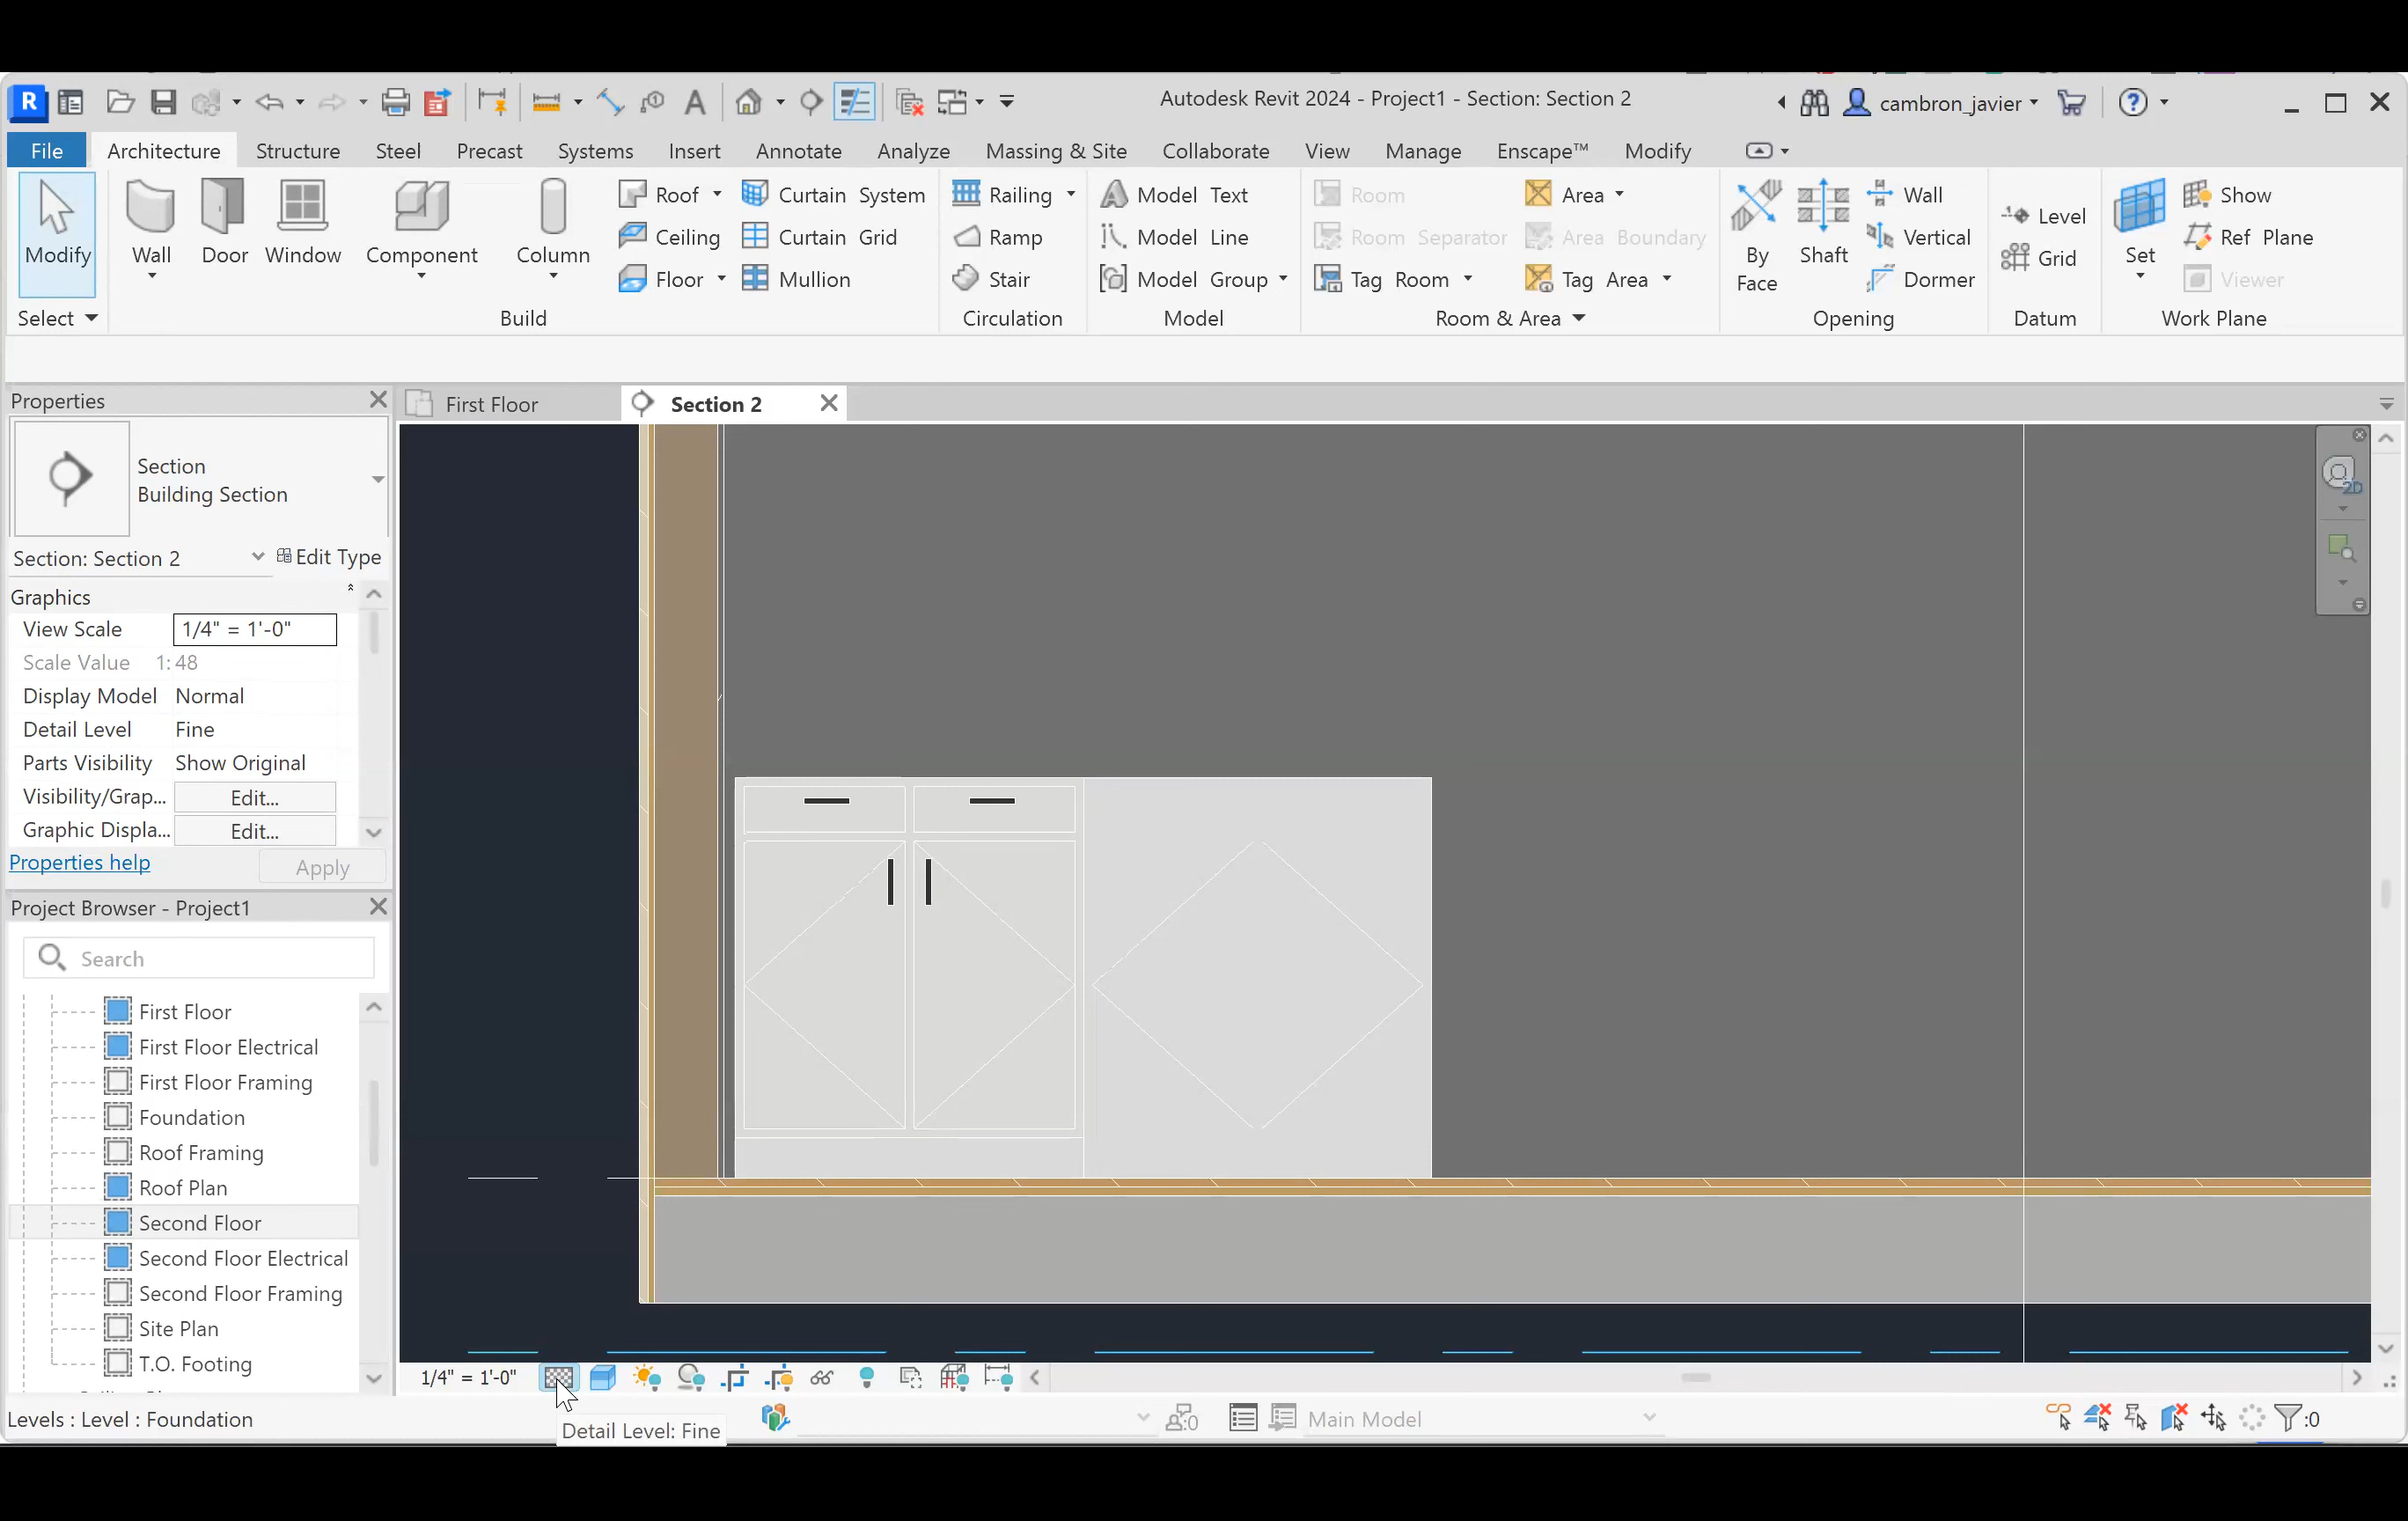 R
Autodesk Revit 2024 - Project1 - Section: Section 2
cambron_javier
File Architecture Structure Steel Precast Systems Insert Annotate Analyze Massing & Site Collaborate View Manage Enscape™ Modify
Modify
Wall
Door
Window
Component
Column
Roof
Ceiling
Floor
Curtain System
Curtain Grid
Mullion
Railing
Ramp
Stair
Model Text
Model Line
Model Group
Room
Room Separator
Tag Room
Area
Area Boundary
Tag Area
By
Face
Shaft
Wall
Vertical
Dormer
Level
Grid
Set
Show
Ref Plane
Viewer
Select Build Circulation Model Room & Area Opening Datum Work Plane
Properties
First Floor
Section 2
Section
Building Section
Section: Section 2
Edit Type
Graphics
View Scale 1/4" = 1'-0"
Scale Value 1: 48
Display Model Normal
Detail Level Fine
Parts Visibility Show Original
Visibility/Grap... Edit...
Graphic Displa... Edit...
Properties help Apply
2D
Project Browser - Project1
Search
First Floor
First Floor Electrical
First Floor Framing
Foundation
Roof Framing
Roof Plan
Second Floor
Second Floor Electrical
Second Floor Framing
Site Plan
T.O. Footing
1/4" = 1'-0"
Levels : Level : Foundation
Detail Level: Fine
:0
Main Model
:0